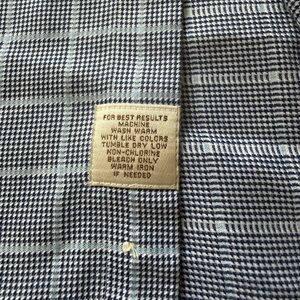 FOR BEST RESULTS
MACHINE
WASH WARM
WITH LIKE COLORS
TUMBLE DRY LOW
NON-CHLORINE
BLEACH ONLY
WARM IRON
IF NEEDED